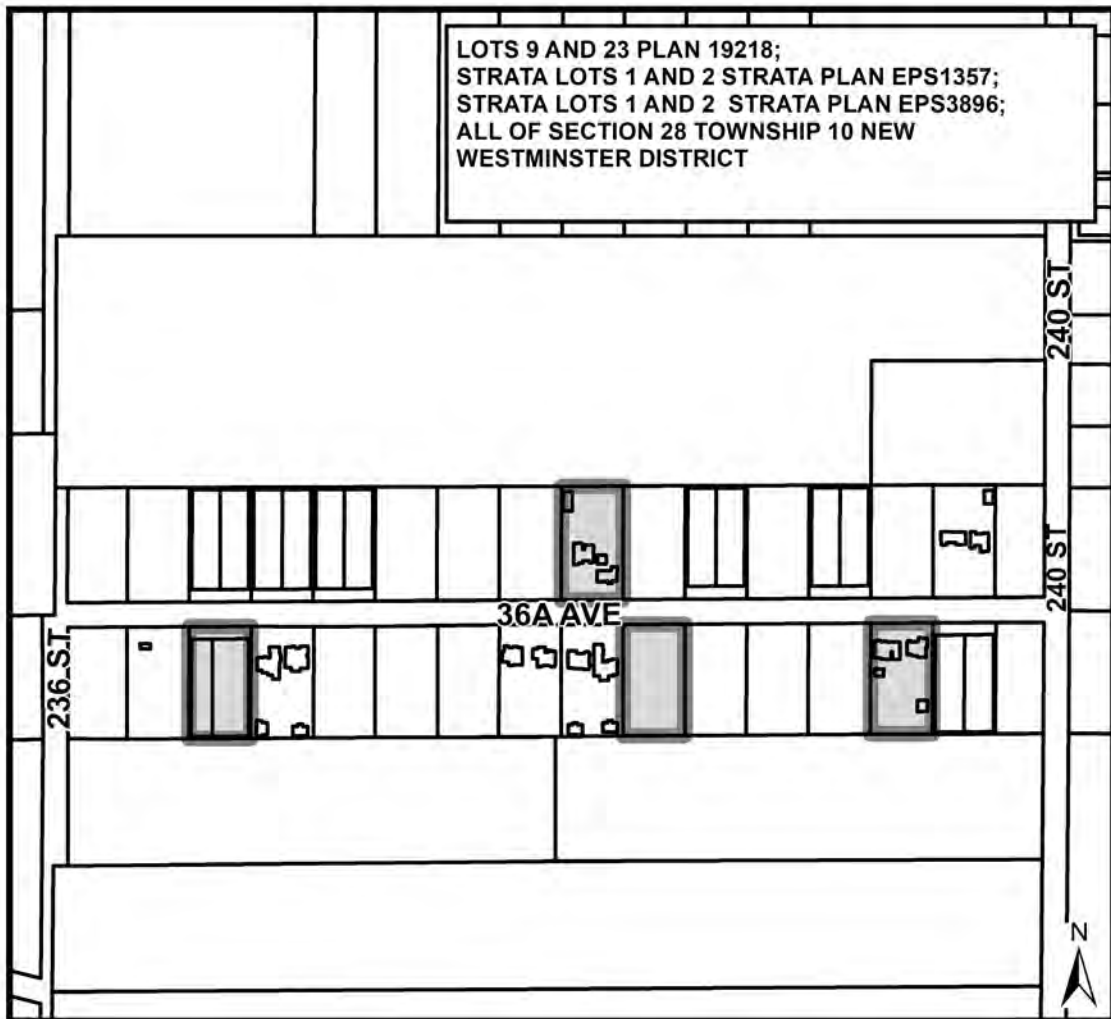 LOTS 9 AND 23 PLAN 19218;
STRATA LOTS 1 AND 2 STRATA PLAN EPS1357;
STRATA LOTS 1 AND 2 STRATA PLAN EPS3896;
ALL OF SECTION 28 TOWNSHIP 10 NEW
WESTMINSTER DISTRICT
240 ST
240 ST
36A AVE
236 ST
N